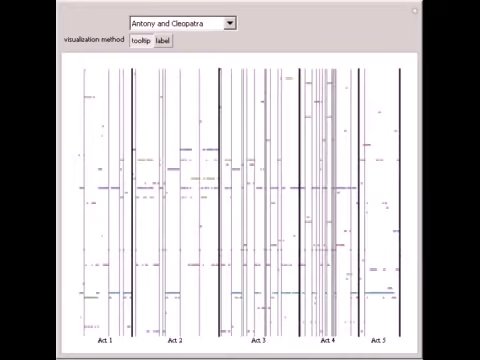 Antony and Cleopatra
visualization method tooltip label
Act 1 Act 2 Act 3 Act 4 Act 5